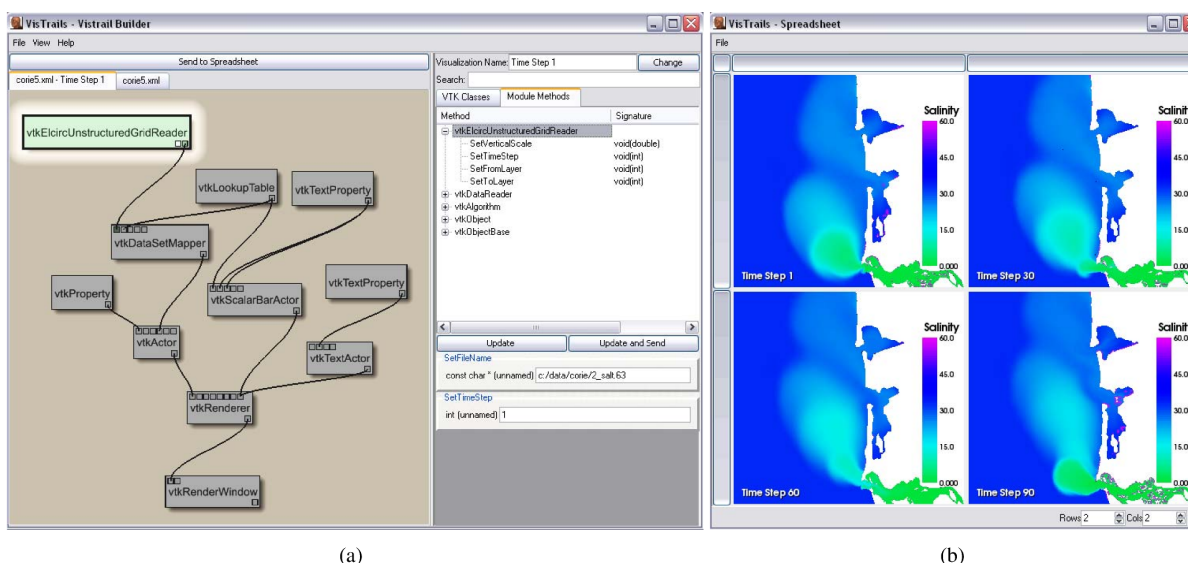 VisTrails - Vistrail Builder
File View Help
Send to Spreadsheet
corie5.xml - Time Step 1
corie5.xml
vtkElcircUnstructuredGridReader
vtkLookupTable
vtkTextProperty
vtkDataSetMapper
vtkProperty
vtkScalarBarActor
vtkTextProperty
vtkActor
vtkTextActor
vtkRenderer
vtkRenderWindow
Visualization Name: Time Step 1 Change
Search:
VTK Classes Module Methods
Method Signature
vtkElcircUnstructuredGridReader
SetVerticalScale void(double)
SetTimeStep void(int)
SetFromLayer void(int)
SetToLayer void(int)
vtkDataReader
vtkAlgorithm
vtkObject
vtkObjectBase
Update Update and Send
SetFileName
const char * (unnamed) c:/data/corie/2_salt.63
SetTimeStep
int (unnamed) 1
(a)
VisTrails - Spreadsheet
File
Salinity
60.0
45.0
30.0
15.0
0.000
Time Step 1
Salinity
60.0
45.0
30.0
15.0
0.000
Time Step 30
Salinity
60.0
45.0
30.0
15.0
0.000
Time Step 60
Salinity
60.0
45.0
30.0
15.0
0.000
Time Step 90
Rows 2 Cols 2
(b)